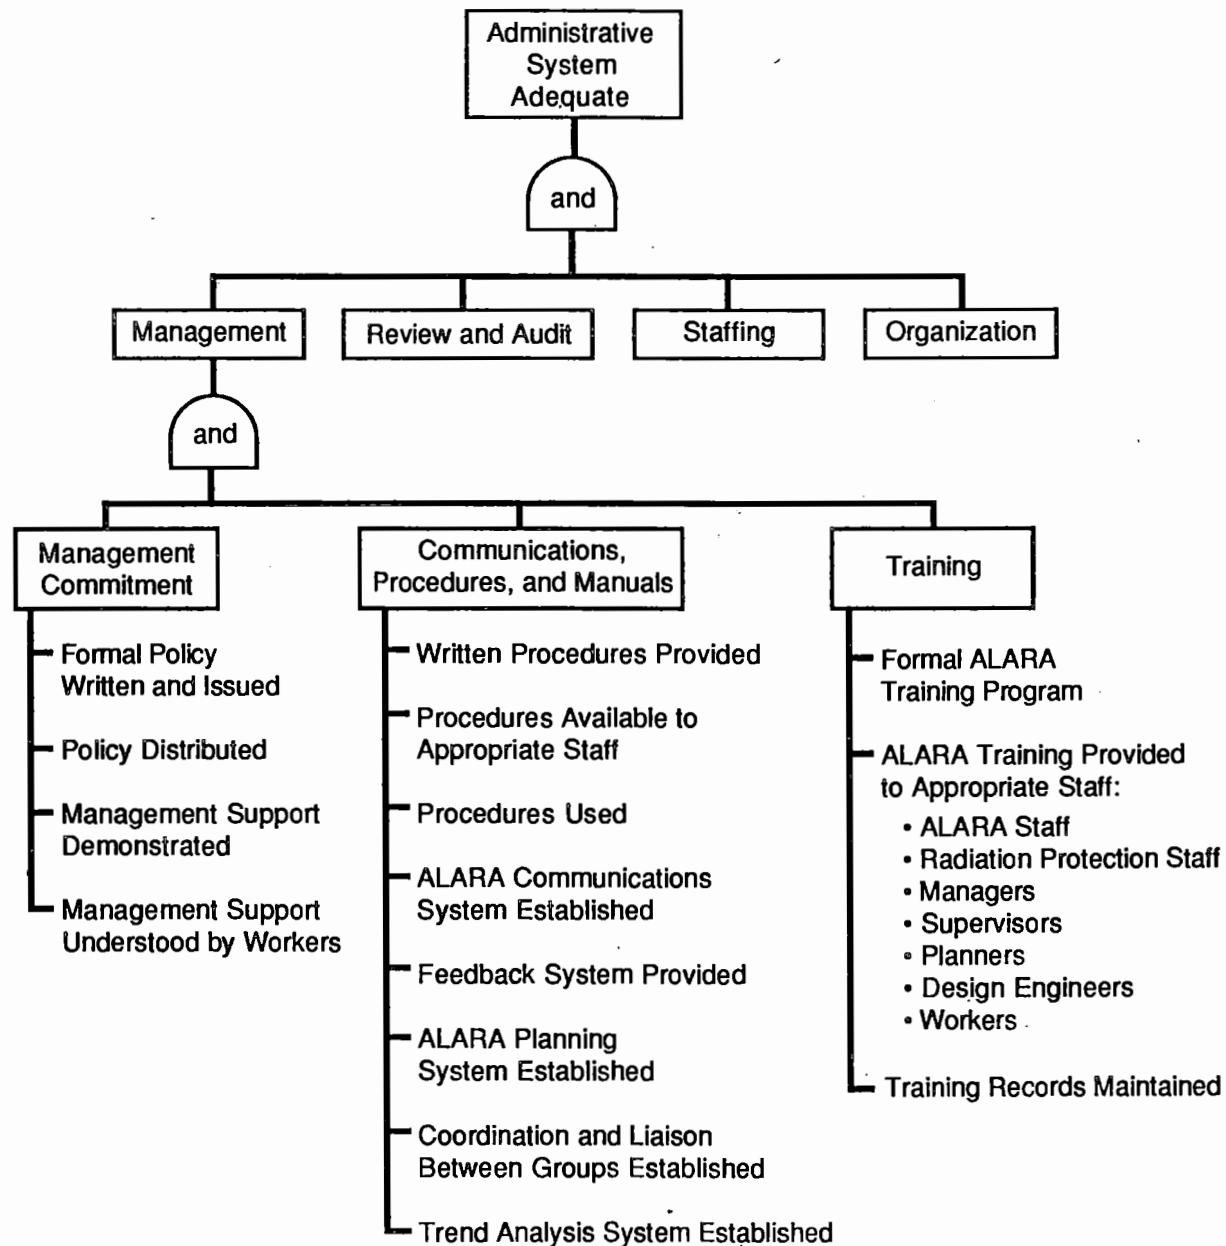 Administrative
System
Adequate
and
Management
Review and Audit
Staffing
Organization
and
Management
Commitment
Communications,
Procedures, and Manuals
Training
Formal Policy
Written and Issued
Policy Distributed
Management Support
Demonstrated
Management Support
Understood by Workers
Written Procedures Provided
Procedures Available to
Appropriate Staff
Procedures Used
ALARA Communications
System Established
Feedback System Provided
ALARA Planning
System Established
Coordination and Liaison
Between Groups Established
Trend Analysis System Established
Formal ALARA
Training Program
ALARA Training Provided
to Appropriate Staff:
• ALARA Staff
• Radiation Protection Staff
• Managers
• Supervisors
• Planners
• Design Engineers
• Workers
Training Records Maintained